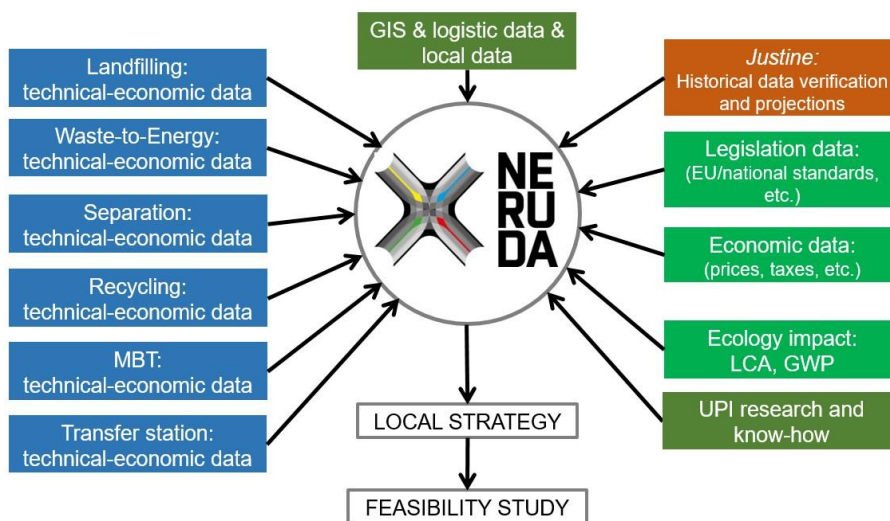 GIS & logistic data &
local data
Landfilling:
technical-economic data
Waste-to-Energy:
technical-economic data
Separation:
technical-economic data
Recycling:
technical-economic data
MBT:
technical-economic data
Transfer station:
technical-economic data
NE
RU
DA
Justine:
Historical data verification
and projections
Legislation data:
(EU/national standards,
etc.)
Economic data:
(prices, taxes, etc.)
Ecology impact:
LCA, GWP
UPI research and
know-how
LOCAL STRATEGY
FEASIBILITY STUDY